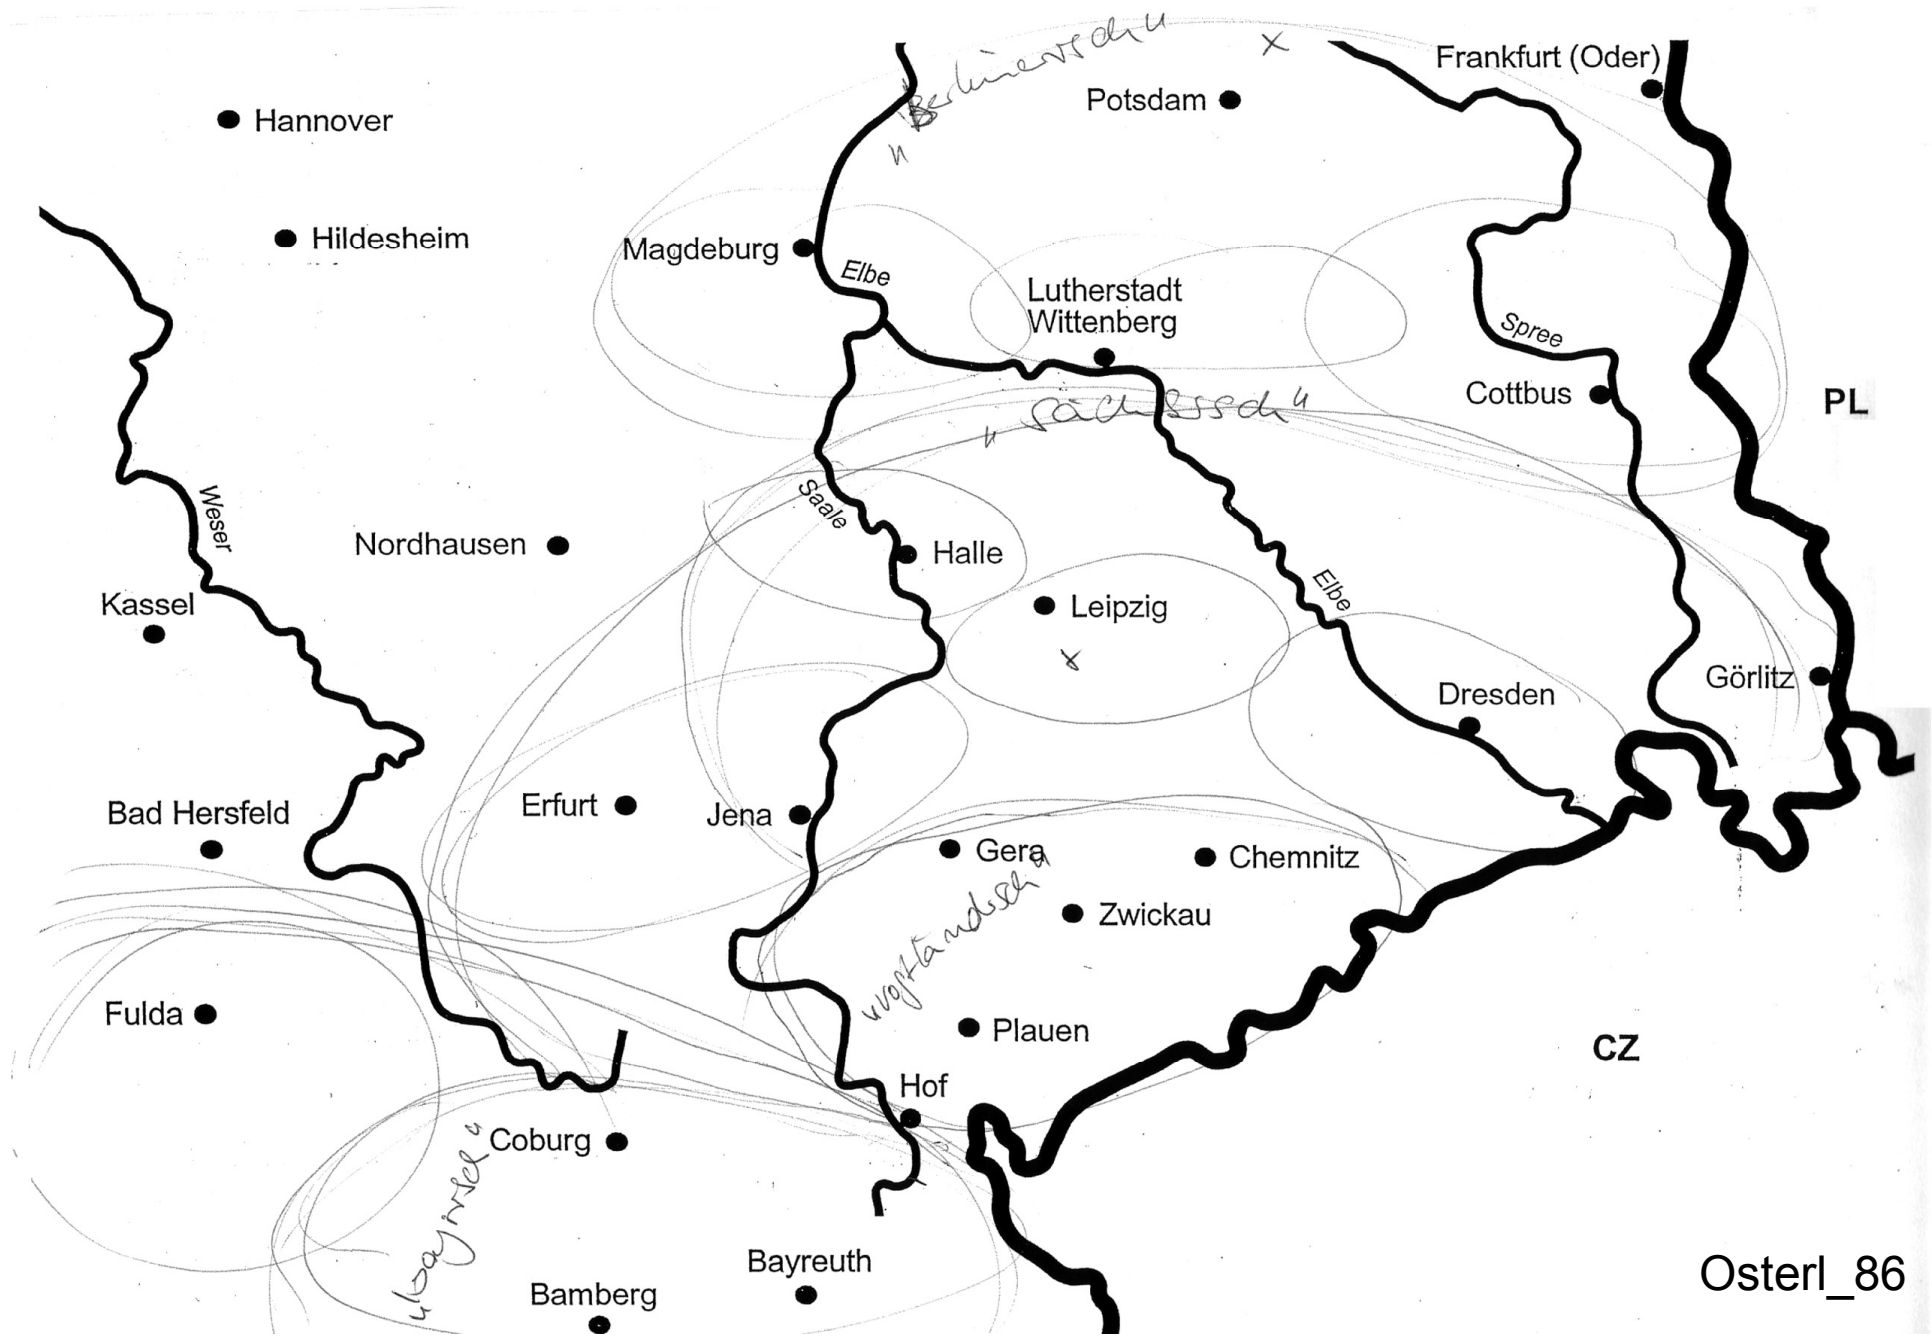 "Berlinerisch"
Frankfurt (Oder)
Potsdam
Hannover
Hildesheim
Magdeburg
Elbe
Lutherstadt
Wittenberg
Spree
Cottbus
PL
"sächsisch"
Weser
Saale
Nordhausen
Halle
Elbe
Kassel
Leipzig
Görlitz
Dresden
Bad Hersfeld
Erfurt
Jena
Gera
Chemnitz
"vogtländisch"
Zwickau
Fulda
Plauen
CZ
Hof
Coburg
"bayrisch"
Bayreuth
Bamberg
Osterl_86